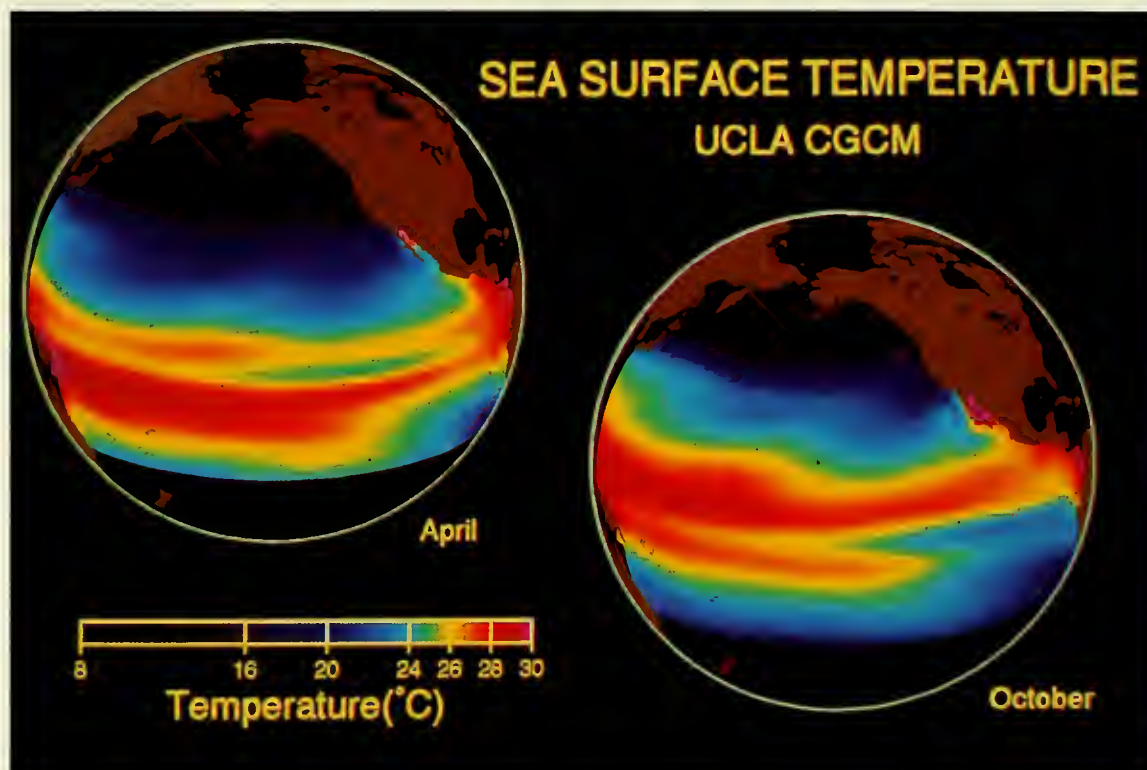 SEA SURFACE TEMPERATURE
UCLA CGCM
April
8 16 20 24 26 28 30
Temperature(°C)
October